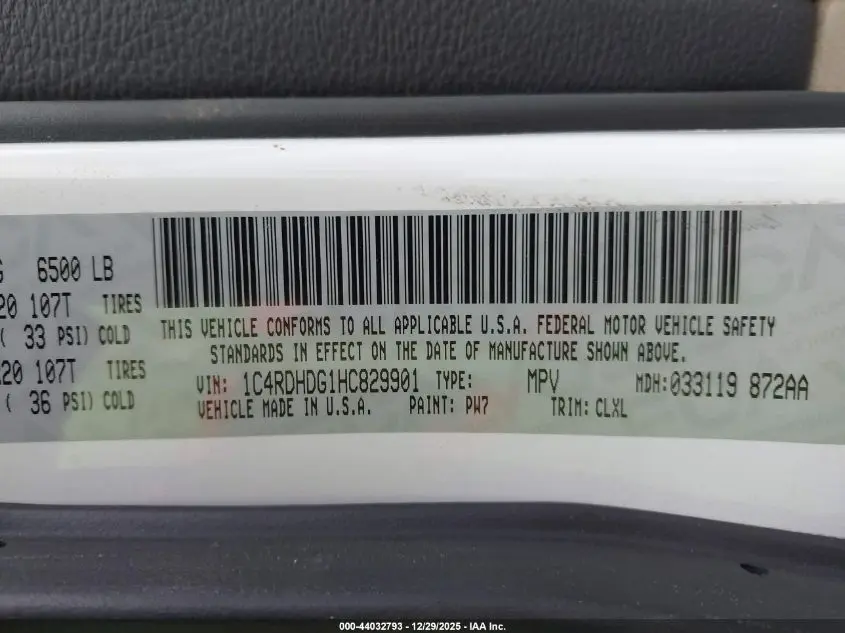 G 6500 LB
20 107T TIRES
( 33 PSI) COLD
20 107T TIRES
( 36 PSI) COLD
THIS VEHICLE CONFORMS TO ALL APPLICABLE U.S.A. FEDERAL MOTOR VEHICLE SAFETY
STANDARDS IN EFFECT ON THE DATE OF MANUFACTURE SHOWN ABOVE.
VIN: 1C4RDHDG1HC829901 TYPE: MPV MDH:033119 872AA
VEHICLE MADE IN U.S.A. PAINT: PW7 TRIM: CLXL
000-44032793 - 12/29/2025 - IAA Inc.